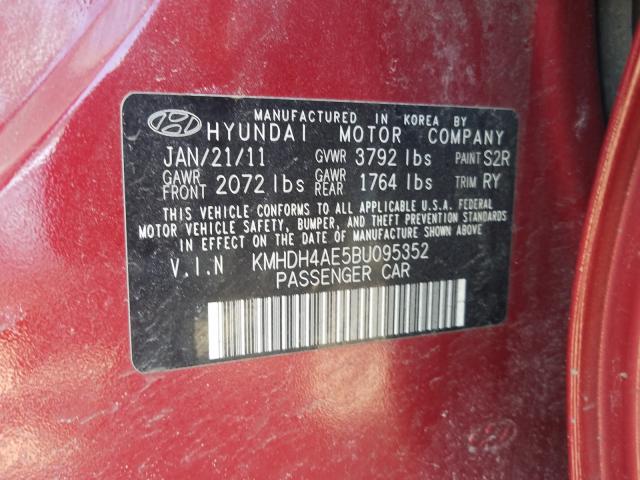 MANUFACTURED IN KOREA BY
HYUNDAI MOTOR COMPANY
JAN/21/11 GVWR 3792 lbs PAINT S2R
GAWR FRONT 2072 lbs GAWR REAR 1764 lbs TRIM RY
THIS VEHICLE CONFORMS TO ALL APPLICABLE U.S.A. FEDERAL
MOTOR VEHICLE SAFETY, BUMPER, AND THEFT PREVENTION STANDARDS
IN EFFECT ON THE DATE OF MANUFACTURE SHOWN ABOVE.
V.I.N KMHDH4AE5BU095352
PASSENGER CAR